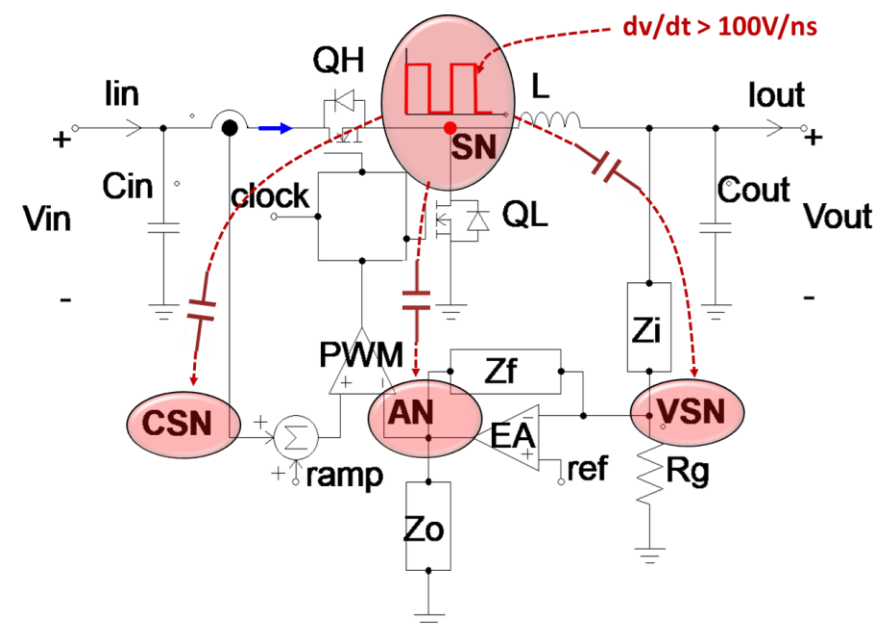 dv/dt > 100V/ns
QH
Iin
L
Iout
+
+
SN
Cin
clock
QL
Cout
Vin
Vout
-
-
Zi
PWM
Zf
+
-
CSN
+
AN
EA
-
+
VSN
Σ
+
ramp
ref
Rg
Zo